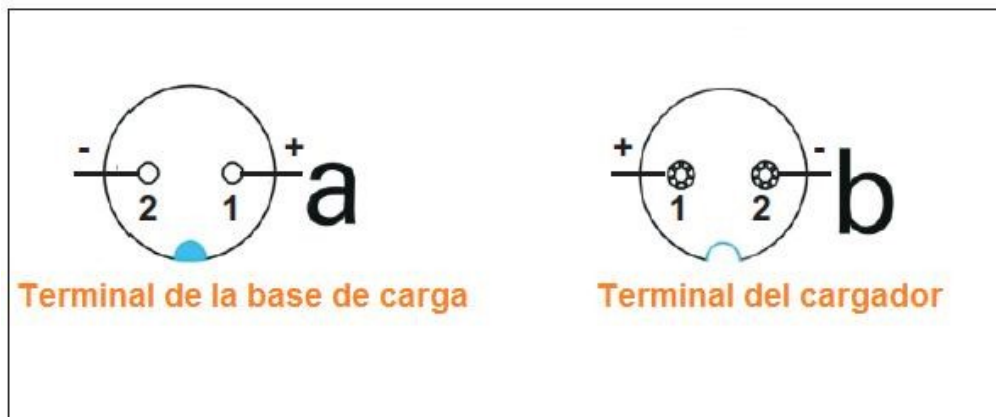 - + a + - b
2 1 1 2
Terminal de la base de carga Terminal del cargador